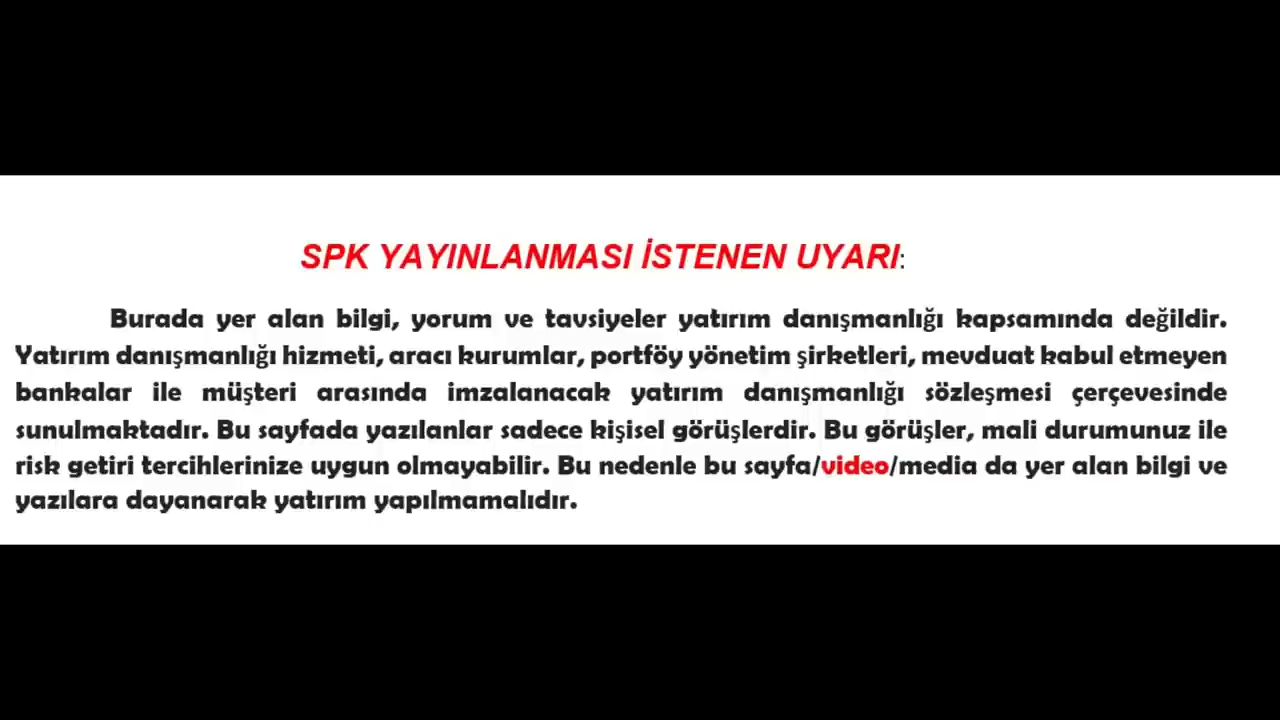 SPK YAYINLANMASI İSTENEN UYARI:
Burada yer alan bilgi, yorum ve tavsiyeler yatırım danışmanlığı kapsamında değildir.
Yatırım danışmanlığı hizmeti, aracı kurumlar, portföy yönetim şirketleri, mevduat kabul etmeyen
bankalar ile müşteri arasında imzalanacak yatırım danışmanlığı sözleşmesi çerçevesinde
sunulmaktadır. Bu sayfada yazılanlar sadece kişisel görüşlerdir. Bu görüşler, mali durumunuz ile
risk getiri tercihlerinize uygun olmayabilir. Bu nedenle bu sayfa/video/media da yer alan bilgi ve
yazılara dayanarak yatırım yapılmamalıdır.